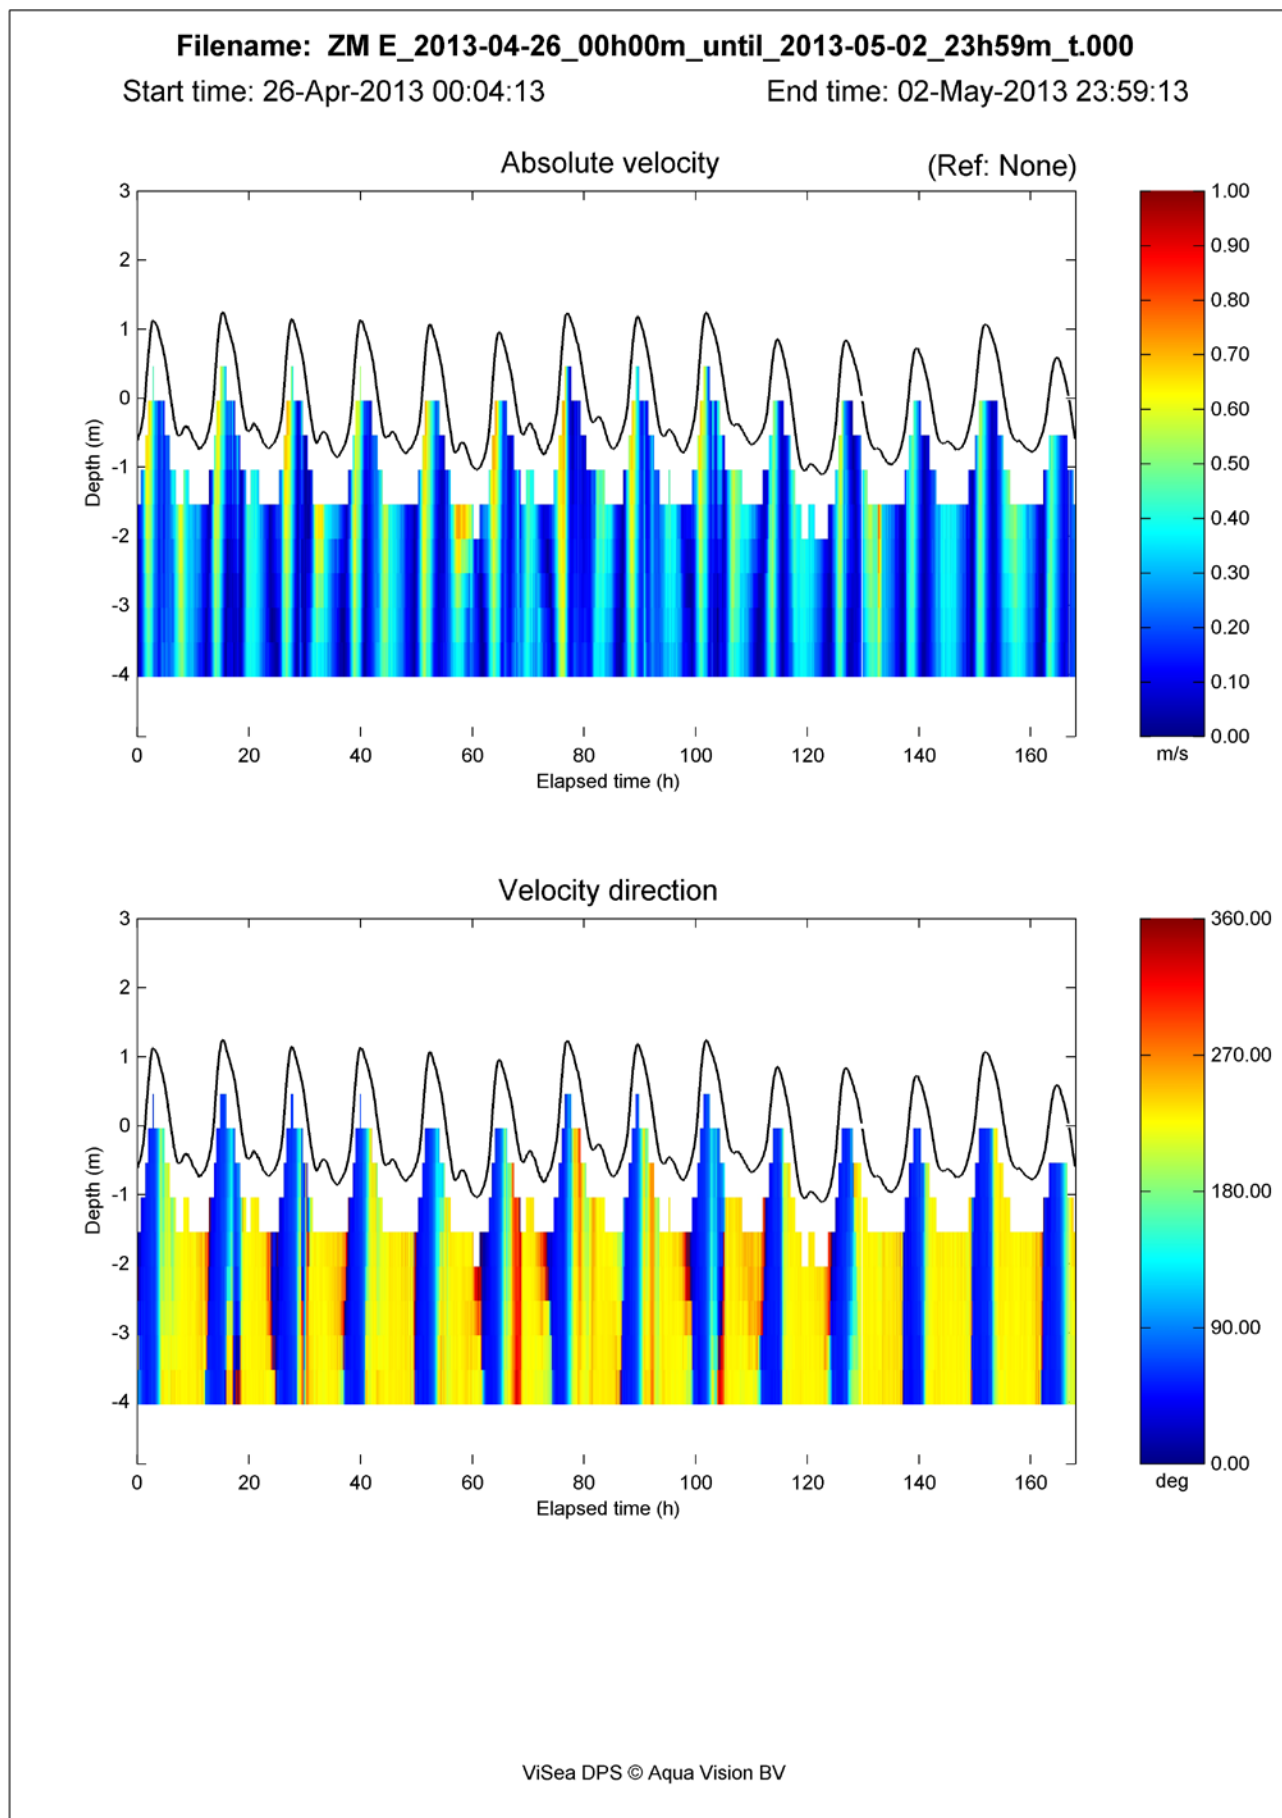 Filename: ZM E_2013-04-26_00h00m_until_2013-05-02_23h59m_t.000
Start time: 26-Apr-2013 00:04:13 End time: 02-May-2013 23:59:13
Absolute velocity (Ref: None)
3
2
1
0
-1
-2
-3
-4
Depth (m)
0 20 40 60 80 100 120 140 160
Elapsed time (h)
1.00
0.90
0.80
0.70
0.60
0.50
0.40
0.30
0.20
0.10
0.00
m/s
Velocity direction
3
2
1
0
-1
-2
-3
-4
Depth (m)
0 20 40 60 80 100 120 140 160
Elapsed time (h)
360.00
270.00
180.00
90.00
0.00
deg
ViSea DPS © Aqua Vision BV